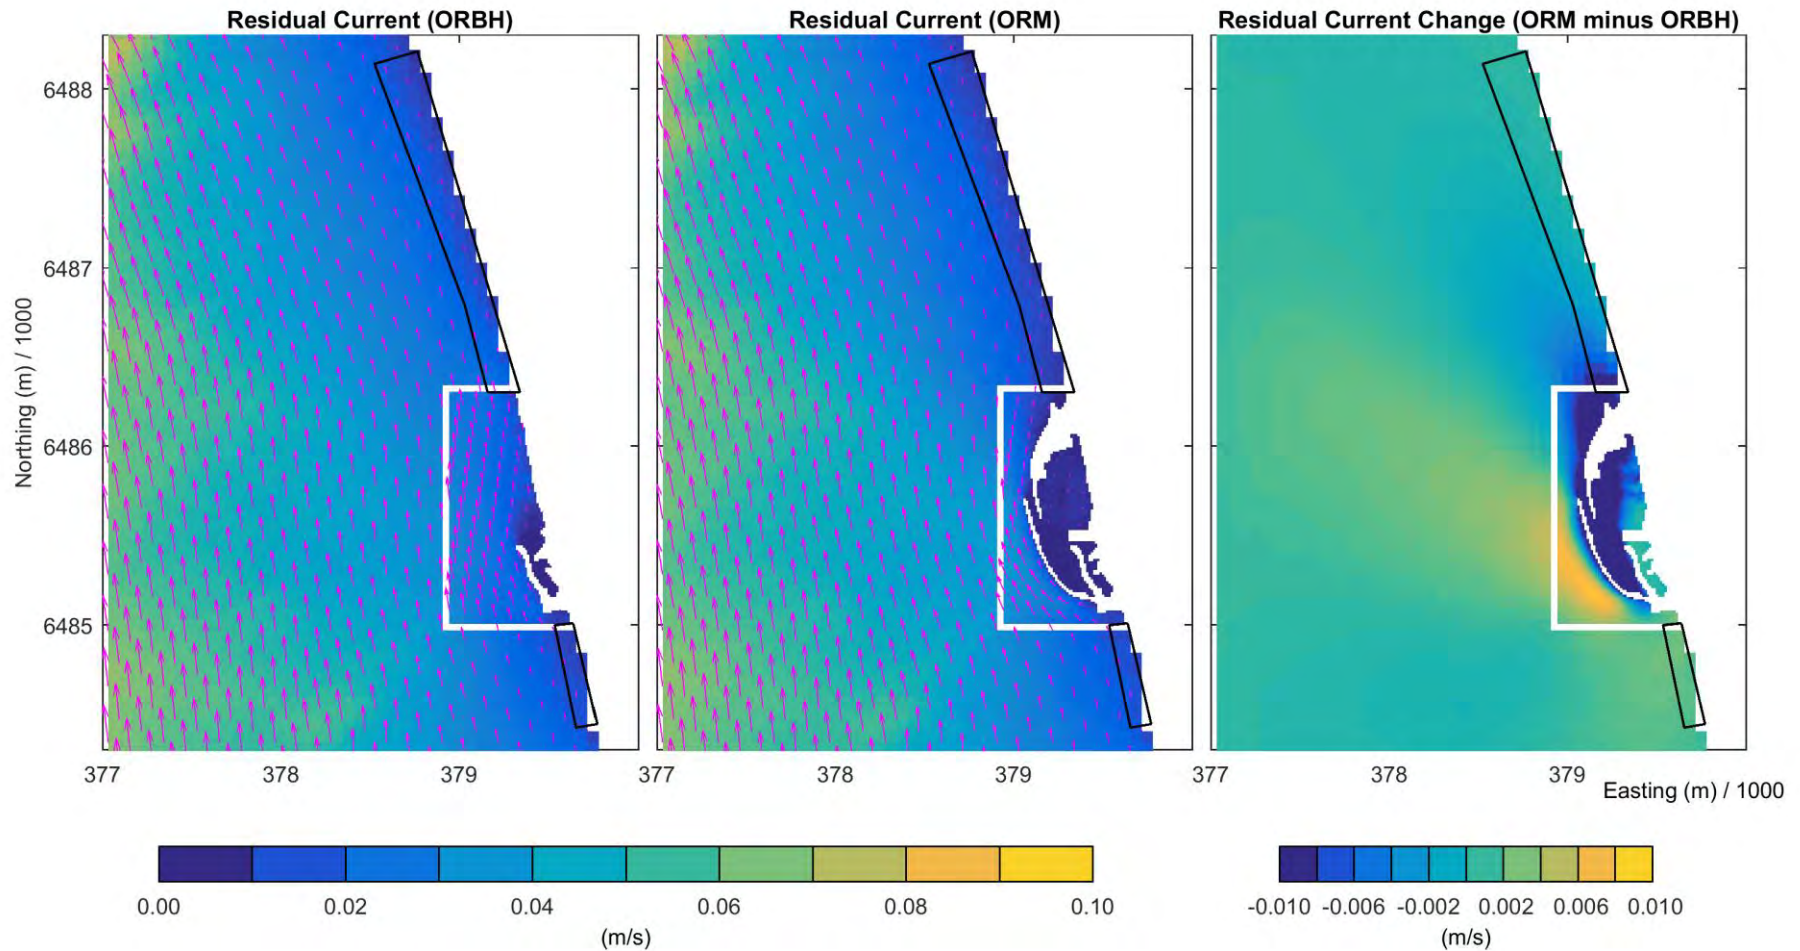 Residual Current (ORBH)
Residual Current (ORM)
Residual Current Change (ORM minus ORBH)
Northing (m) / 1000
6488
6487
6486
6485
377 378 379
377 378 379
377 378 379
Easting (m) / 1000
0.00 0.02 0.04 0.06 0.08 0.10
(m/s)
-0.010 -0.006 -0.002 0.002 0.006 0.010
(m/s)